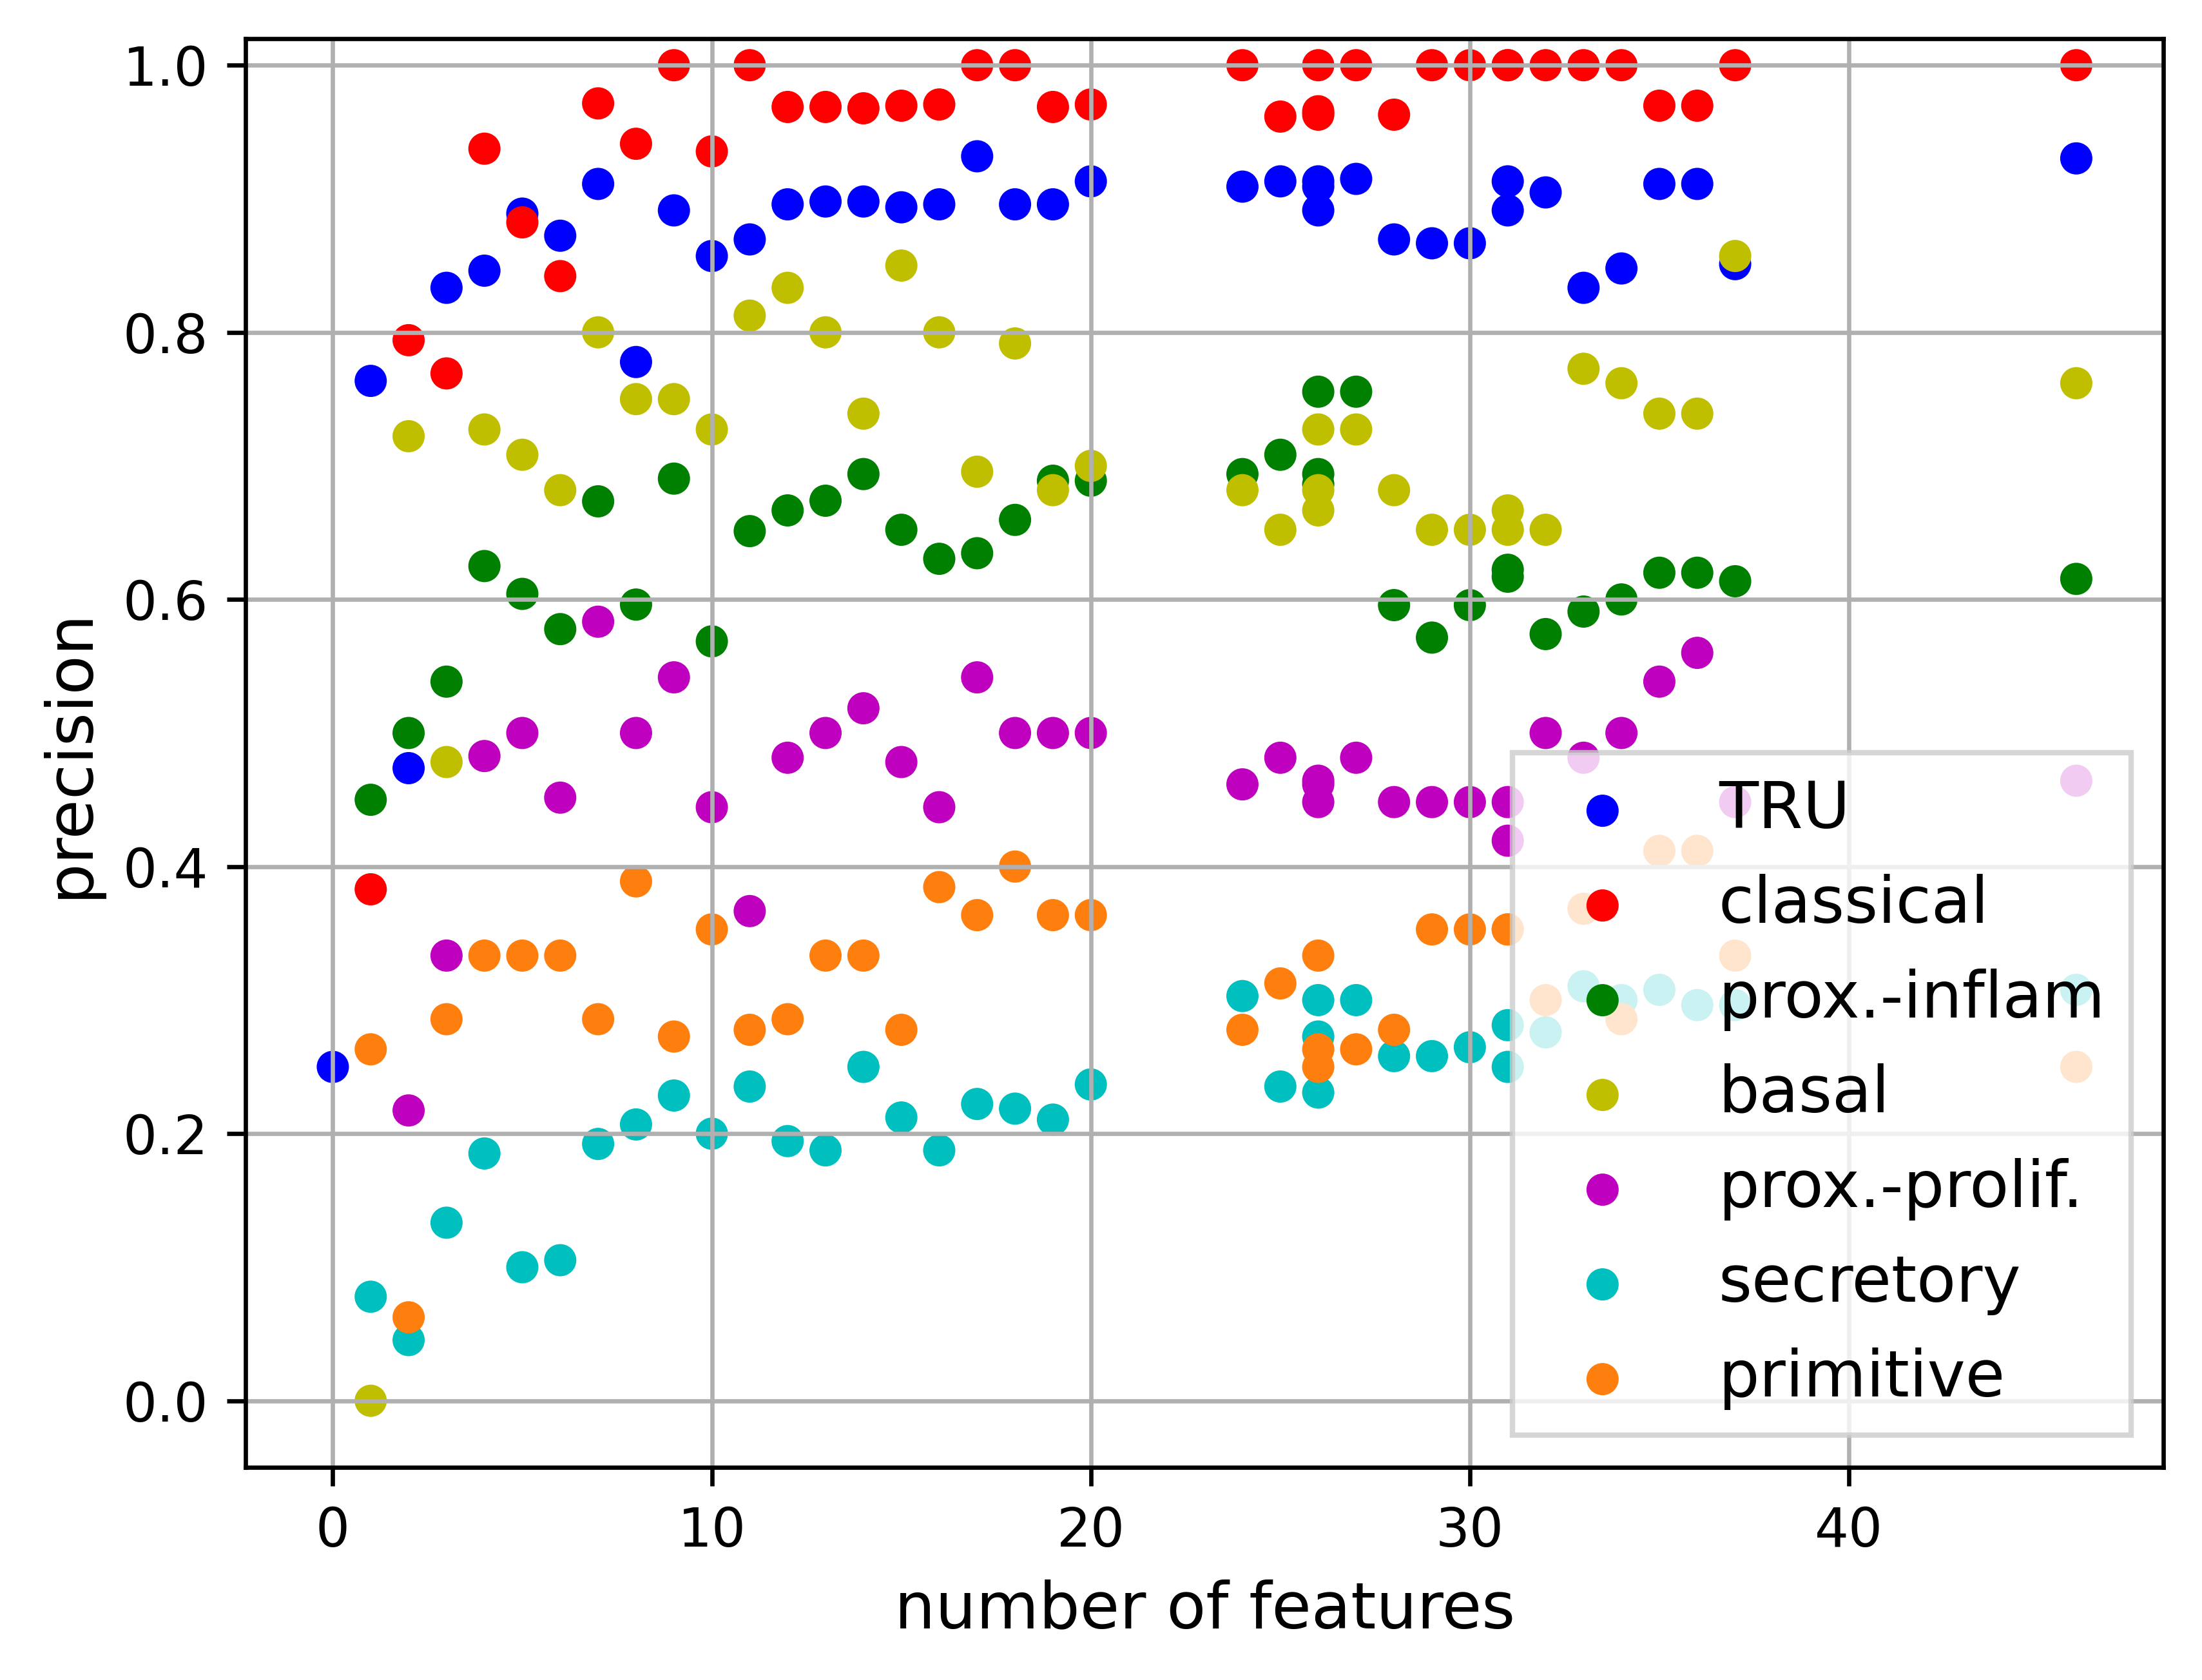 1.0
0.8
0.6
0.4
0.2
0.0
precision
0
10
20
30
40
number of features
TRU
classical
prox.-inflam
basal
prox.-prolif.
secretory
primitive